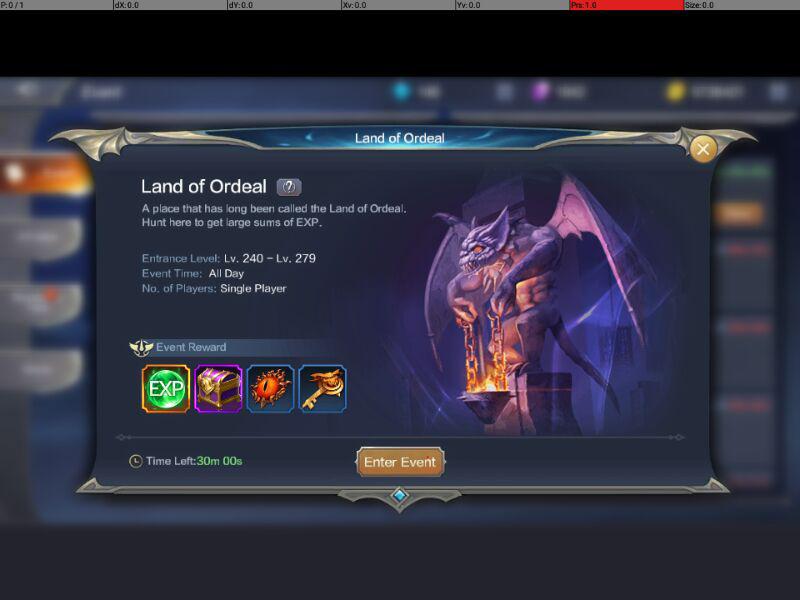 P: 0 / 1
dX: 0.0
dY: 0.0
Xv: 0.0
Yv: 0.0
Prs: 1.0
Size: 0.0
Event
Land of Ordeal
Land of Ordeal ?
A place that has long been called the Land of Ordeal.
Hunt here to get large sums of EXP.
Entrance Level: Lv. 240 – Lv. 279
Event Time: All Day
No. of Players: Single Player
Event Reward
EXP
Time Left:30m 00s
Enter Event